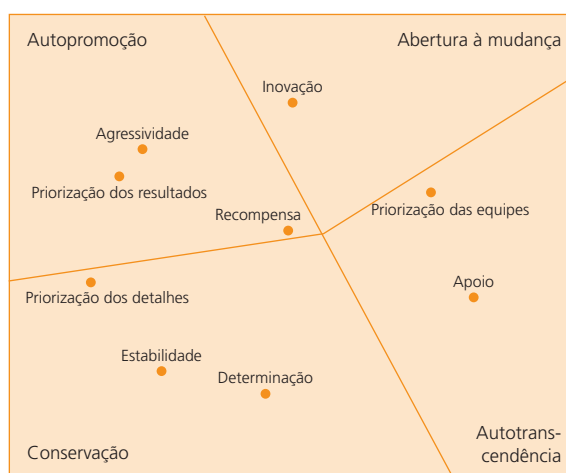 Autopromoção
Abertura à mudança
Inovação
Agressividade
Priorização dos resultados
Priorização das equipes
Recompensa
Apoio
Priorização dos detalhes
Estabilidade
Determinação
Autotrans-
cendência
Conservação